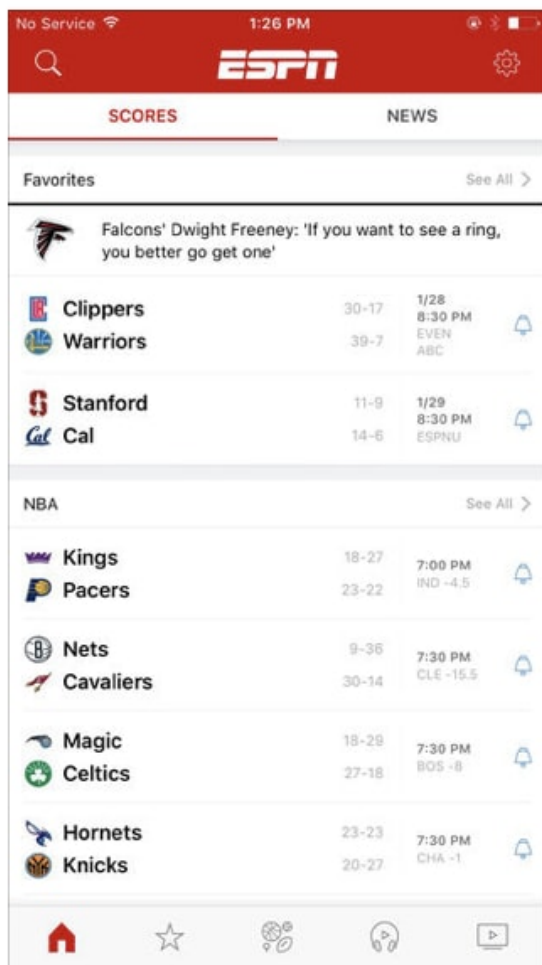 No Service 1:26 PM
ESPN
SCORES NEWS
Favorites See All >
Falcons' Dwight Freeney: 'If you want to see a ring,
you better go get one'
Clippers 30-17
Warriors 39-7
1/28
8:30 PM
EVEN
ABC
Stanford 11-9
Cal Cal 14-6
1/29
8:30 PM
ESPNU
NBA See All >
Kings 18-27
Pacers 23-22
7:00 PM
IND -4.5
B Nets 9-36
Cavaliers 30-14
7:30 PM
CLE -15.5
Magic 18-29
Celtics 27-18
7:30 PM
BOS -8
Hornets 23-23
Knicks 20-27
7:30 PM
CHA -1